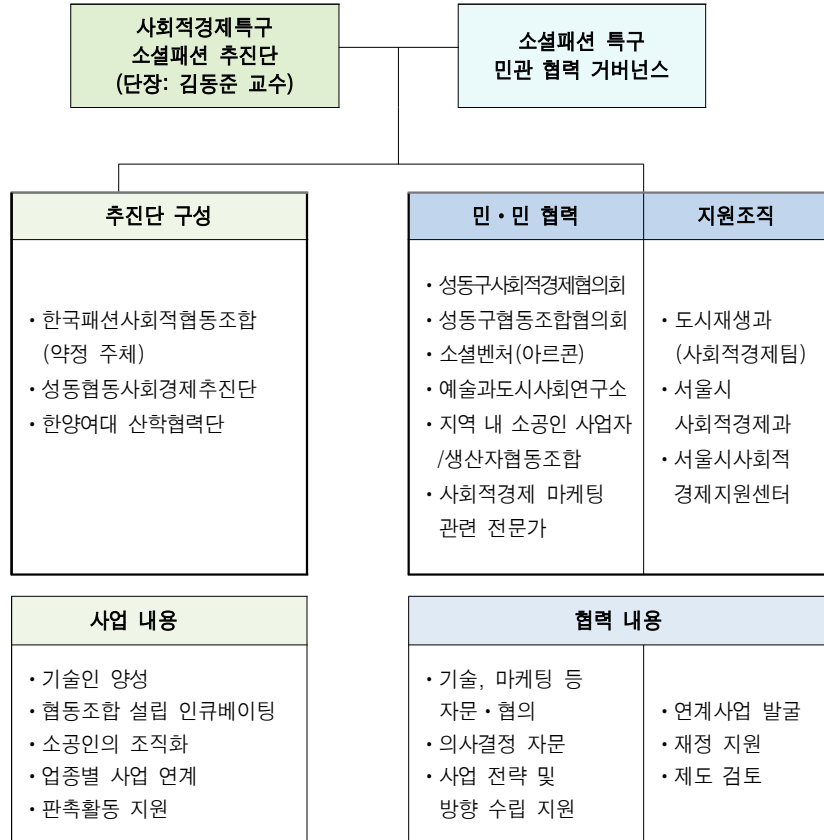 사회적경제특구
소셜패션 추진단
(단장: 김동준 교수)
소셜패션 특구
민관 협력 거버넌스
추진단 구성
• 한국패션사회적협동조합
(약정 주체)
• 성동협동사회경제추진단
• 한양여대 산학협력단
민・민 협력
• 성동구사회적경제협의회
• 성동구협동조합협의회
• 소셜벤처(아르콘)
• 예술과도시사회연구소
• 지역 내 소공인 사업자
/생산자협동조합
• 사회적경제 마케팅
관련 전문가
지원조직
• 도시재생과
(사회적경제팀)
• 서울시
사회적경제과
• 서울시사회적
경제지원센터
사업 내용
• 기술인 양성
• 협동조합 설립 인큐베이팅
• 소공인의 조직화
• 업종별 사업 연계
• 판촉활동 지원
협력 내용
• 기술, 마케팅 등
자문・협의
• 의사결정 자문
• 사업 전략 및
방향 수립 지원
• 연계사업 발굴
• 재정 지원
• 제도 검토